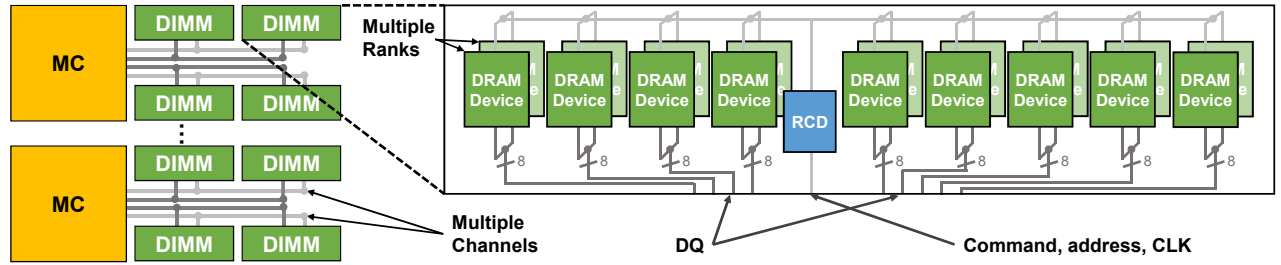 MC
DIMM DIMM
DIMM DIMM
MC
DIMM DIMM
DIMM DIMM
Multiple
Channels
Multiple
Ranks
DRAM
Device
DRAM
Device
DRAM
Device
DRAM
Device
RCD
DRAM
Device
DRAM
Device
DRAM
Device
DRAM
Device
DRAM
Device
8 8 8 8 8 8 8 8 8
DQ
Command, address, CLK